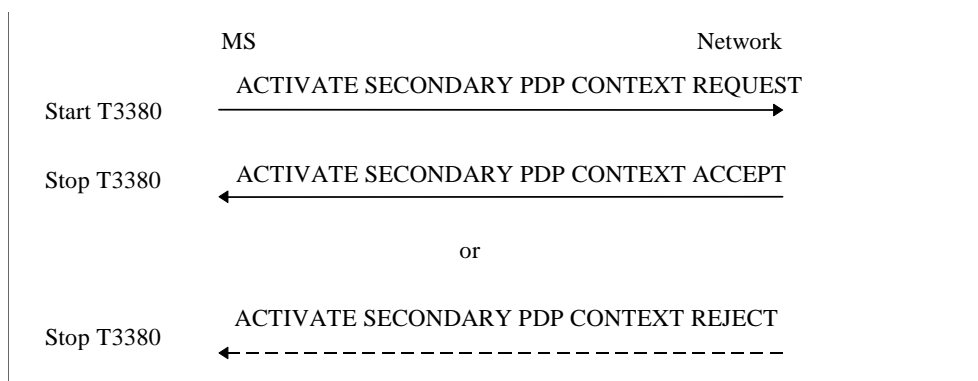 MS Network
ACTIVATE SECONDARY PDP CONTEXT REQUEST
Start T3380
ACTIVATE SECONDARY PDP CONTEXT ACCEPT
Stop T3380
or
ACTIVATE SECONDARY PDP CONTEXT REJECT
Stop T3380